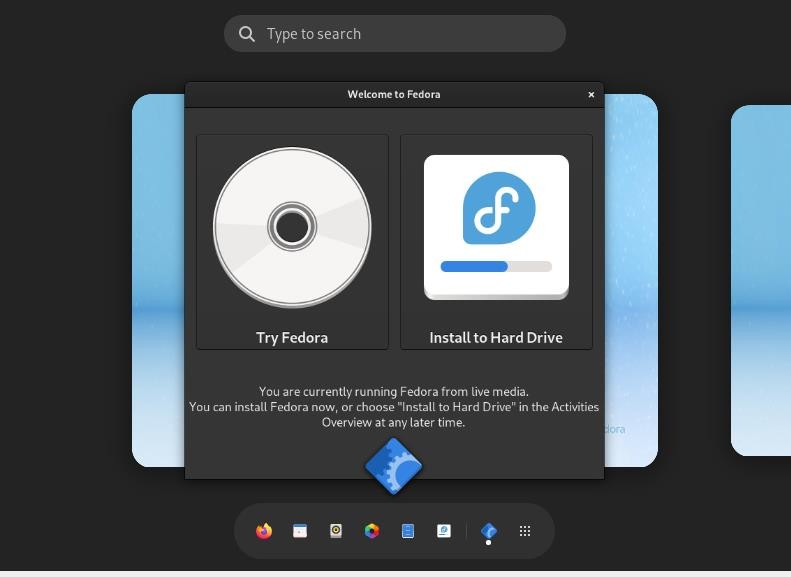 Type to search
Welcome to Fedora
Try Fedora
Install to Hard Drive
You are currently running Fedora from live media.
You can install Fedora now, or choose "Install to Hard Drive" in the Activities
Overview at any later time.
dora